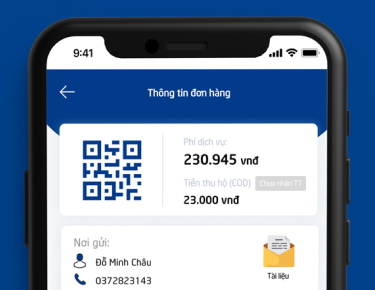 9:41
Thông tin đơn hàng
Phí dịch vụ:
230.945 vnđ
Tiền thu hộ (COD) Chưa nhận TT
23.000 vnđ
Nơi gửi:
Đỗ Minh Châu
Tài liệu
0372823143